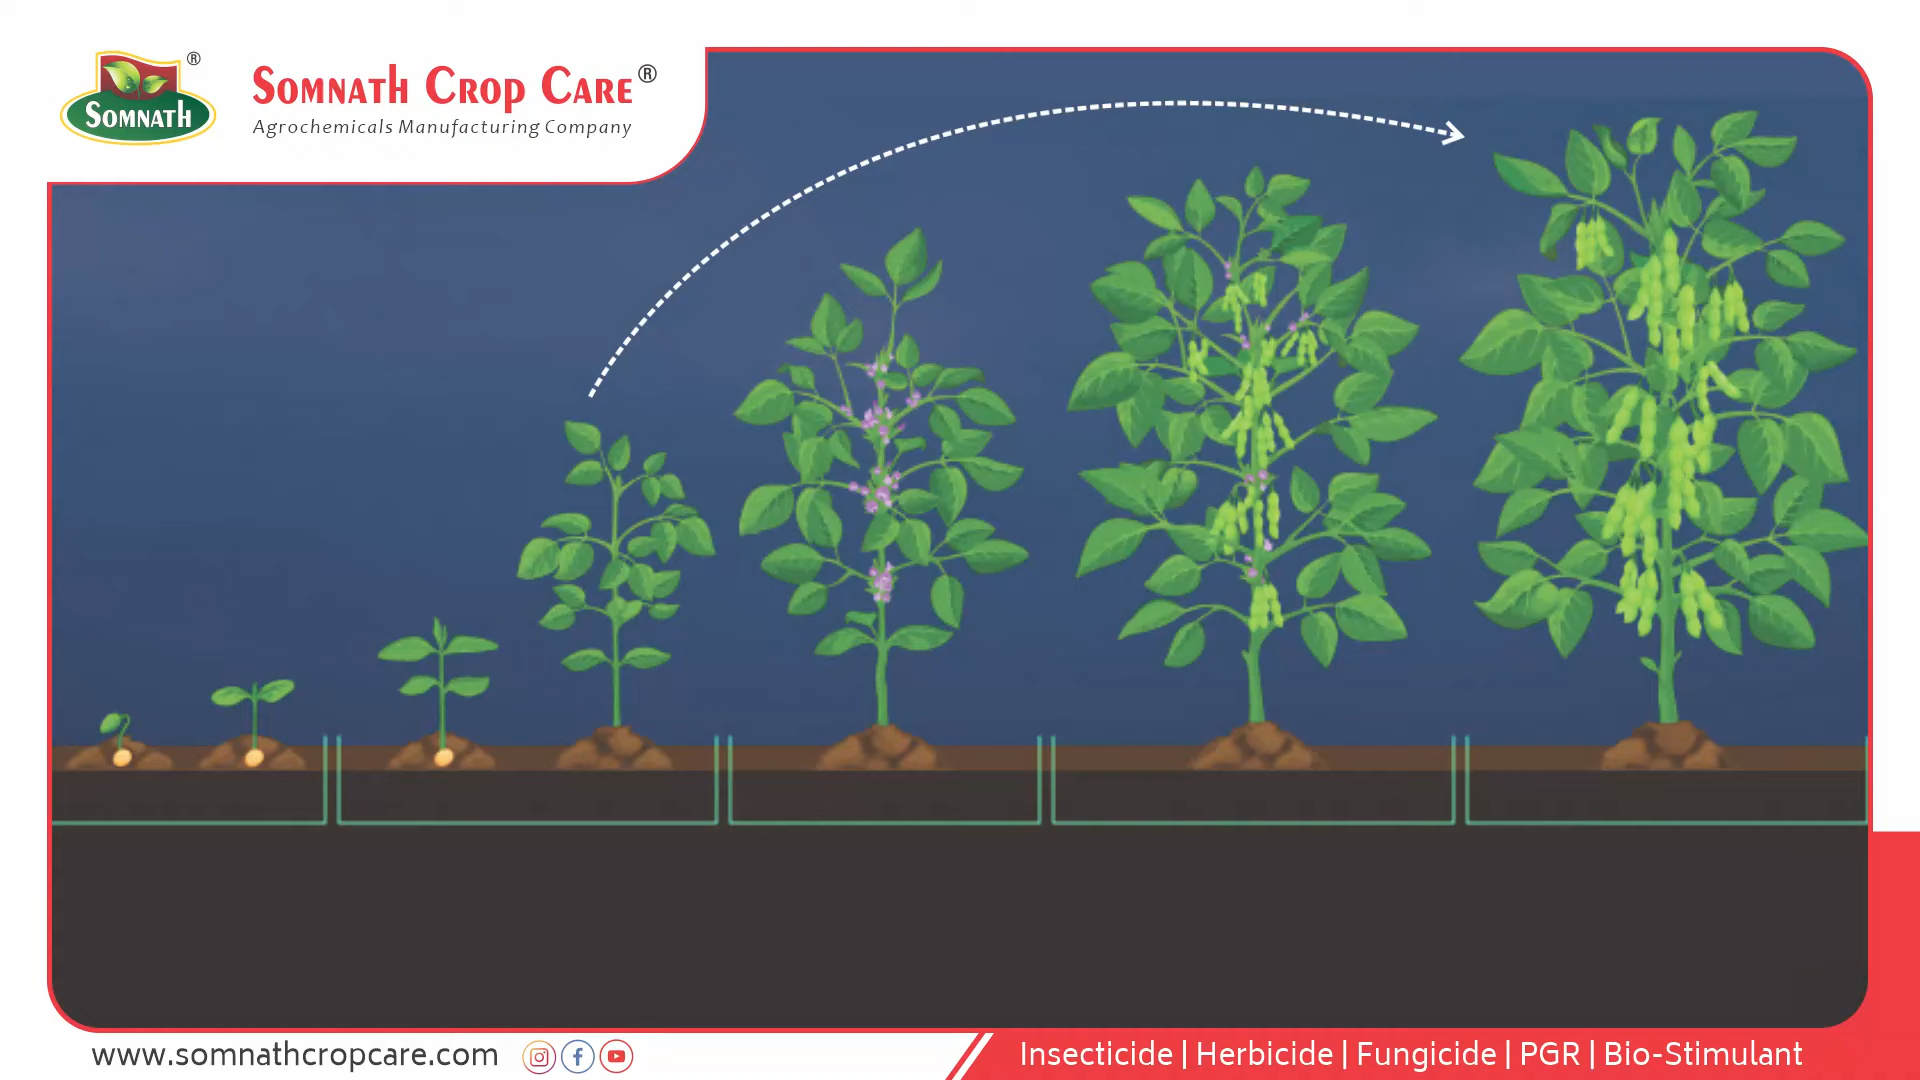 SOMNATH ®
SOMNATH CROP CARE ®
Agrochemicals Manufacturing Company
www.somnathcropcare.com
Insecticide | Herbicide | Fungicide | PGR | Bio-Stimulant